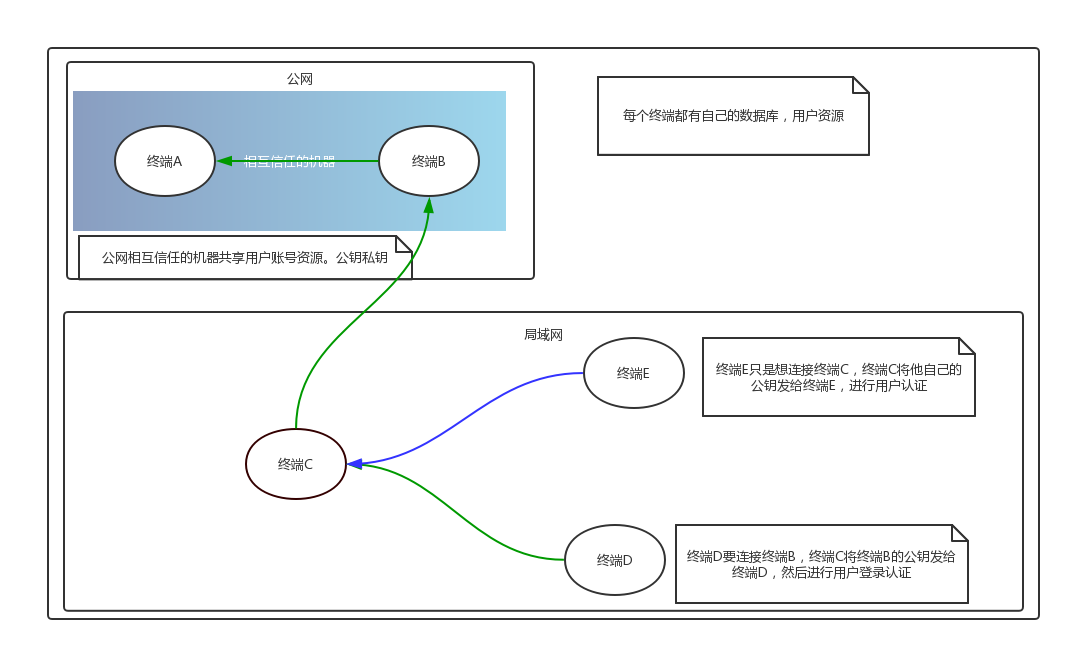 公网
每个终端都有自己的数据库，用户资源
终端A
相互信任的机器
终端B
公网相互信任的机器共享用户账号资源。公钥私钥
局域网
终端E
终端E只是想连接终端C，终端C将他自己的
公钥发给终端E，进行用户认证
终端C
终端D
终端D要连接终端B，终端C将终端B的公钥发给
终端D，然后进行用户登录认证